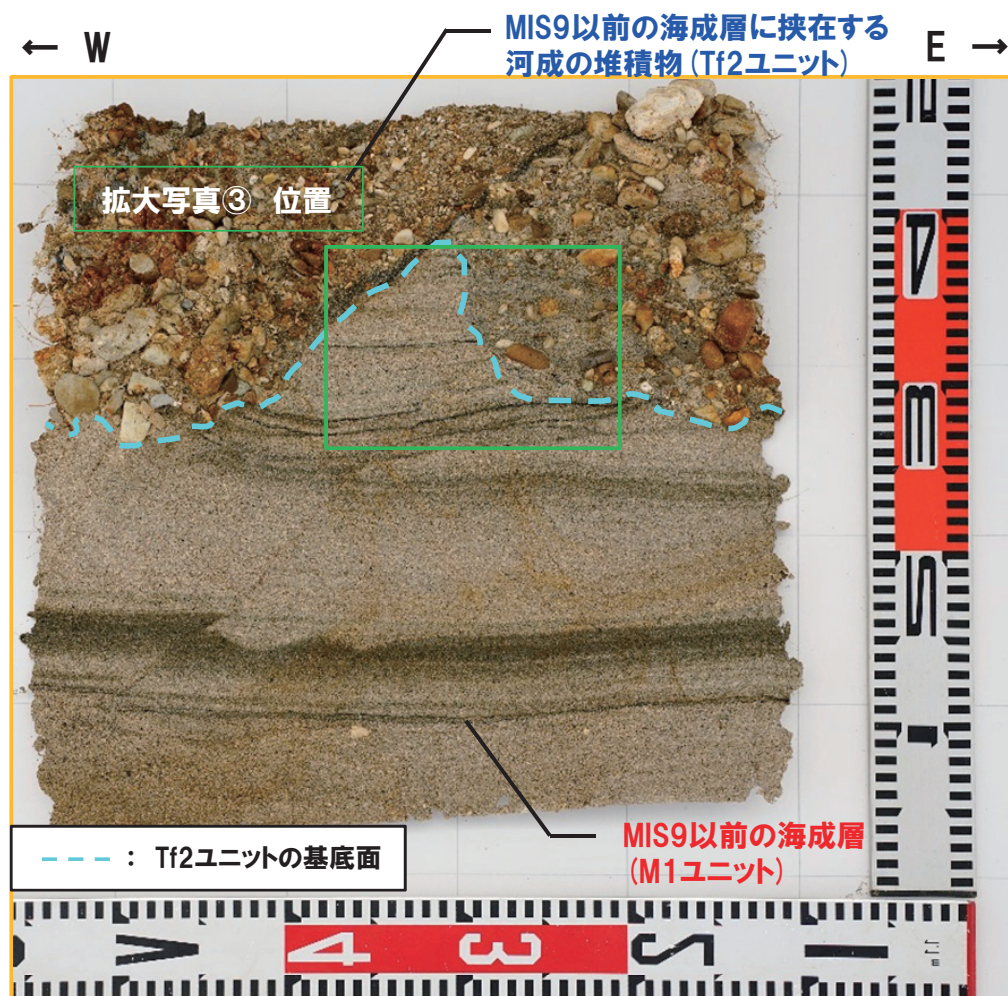 ← W
MIS9以前の海成層に挟在する
河成の堆積物(Tf2ユニット)
E →
拡大写真③ 位置
4
3
2
1
MIS9以前の海成層
(M1ユニット)
--- : Tf2ユニットの基底面
4 3 2 1